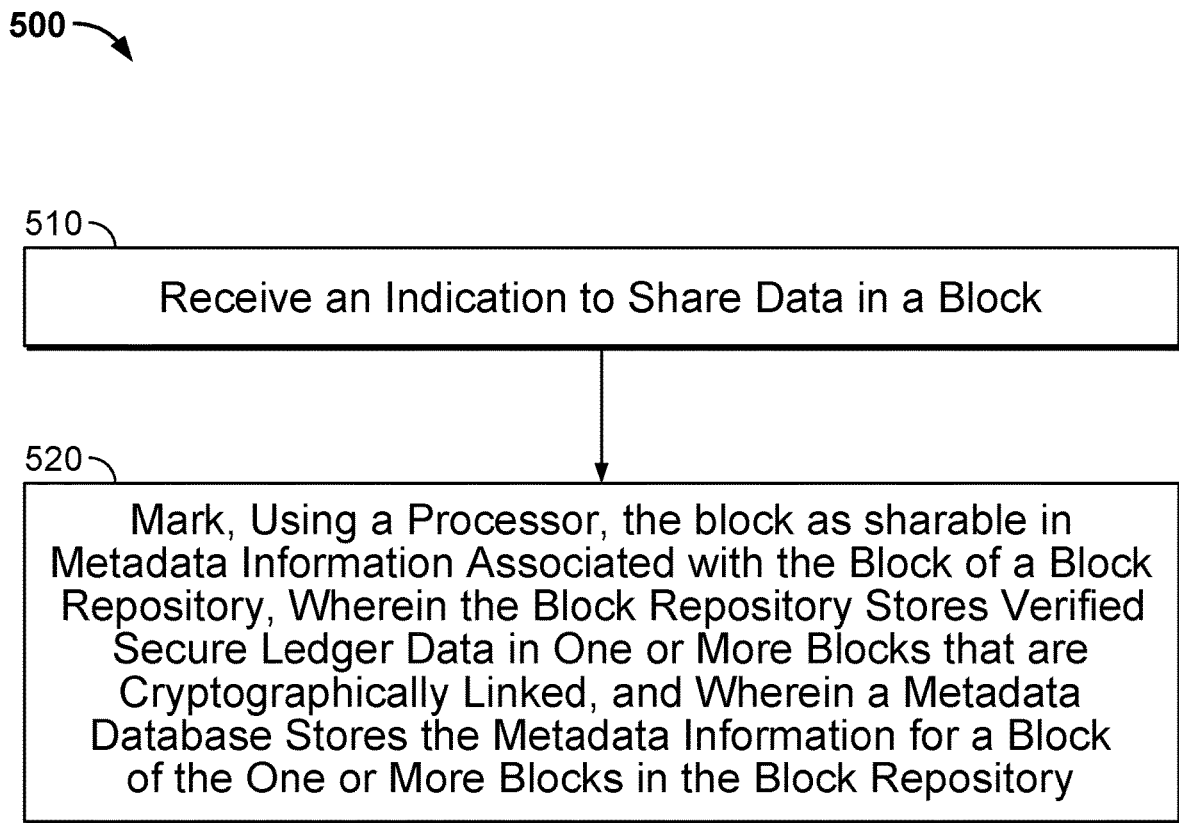 500
510
Receive an Indication to Share Data in a Block
520
Mark, Using a Processor, the block as sharable in
Metadata Information Associated with the Block of a Block
Repository, Wherein the Block Repository Stores Verified
Secure Ledger Data in One or More Blocks that are
Cryptographically Linked, and Wherein a Metadata
Database Stores the Metadata Information for a Block
of the One or More Blocks in the Block Repository